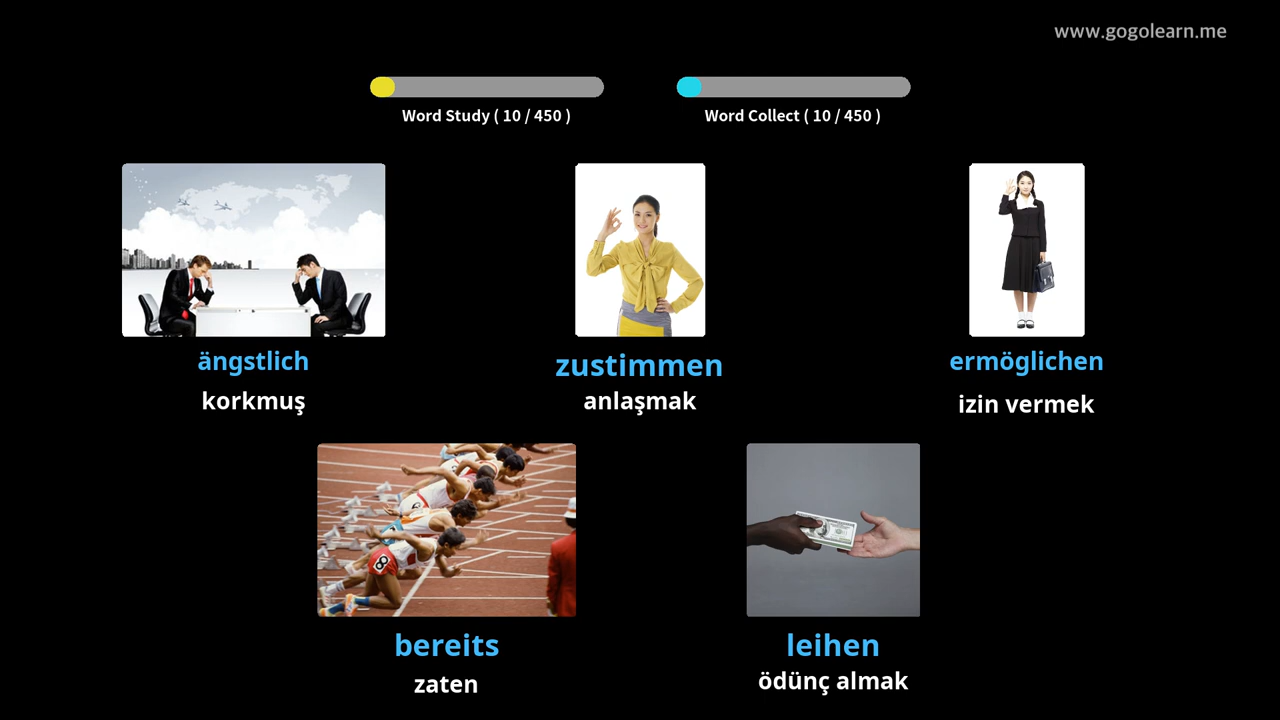 www.gogolearn.me
Word Study ( 10 / 450 )
Word Collect ( 10 / 450 )
ängstlich
korkmuş
zustimmen
anlaşmak
ermöglichen
izin vermek
8
bereits
zaten
leihen
ödünç almak